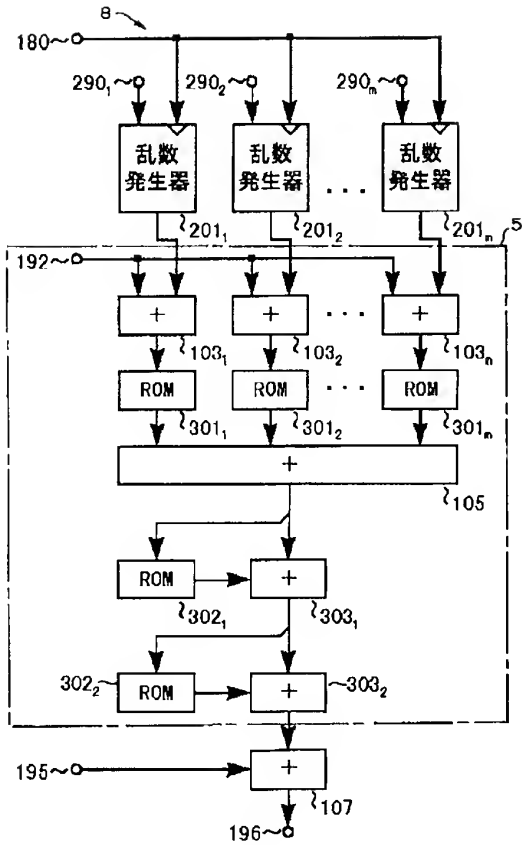 8
180
290₁ 290₂ 290ₘ
乱数 乱数 乱数
発生器 発生器 ・・・ 発生器
201₁ 201₂ 201ₘ
5
192
+ + ・・・ +
103₁ 103₂ 103ₘ
ROM ROM ・・・ ROM
301₁ 301₂ 301ₘ
+
105
ROM +
302₁ 303₁
302₂ ROM + 303₂
195 +
107
196